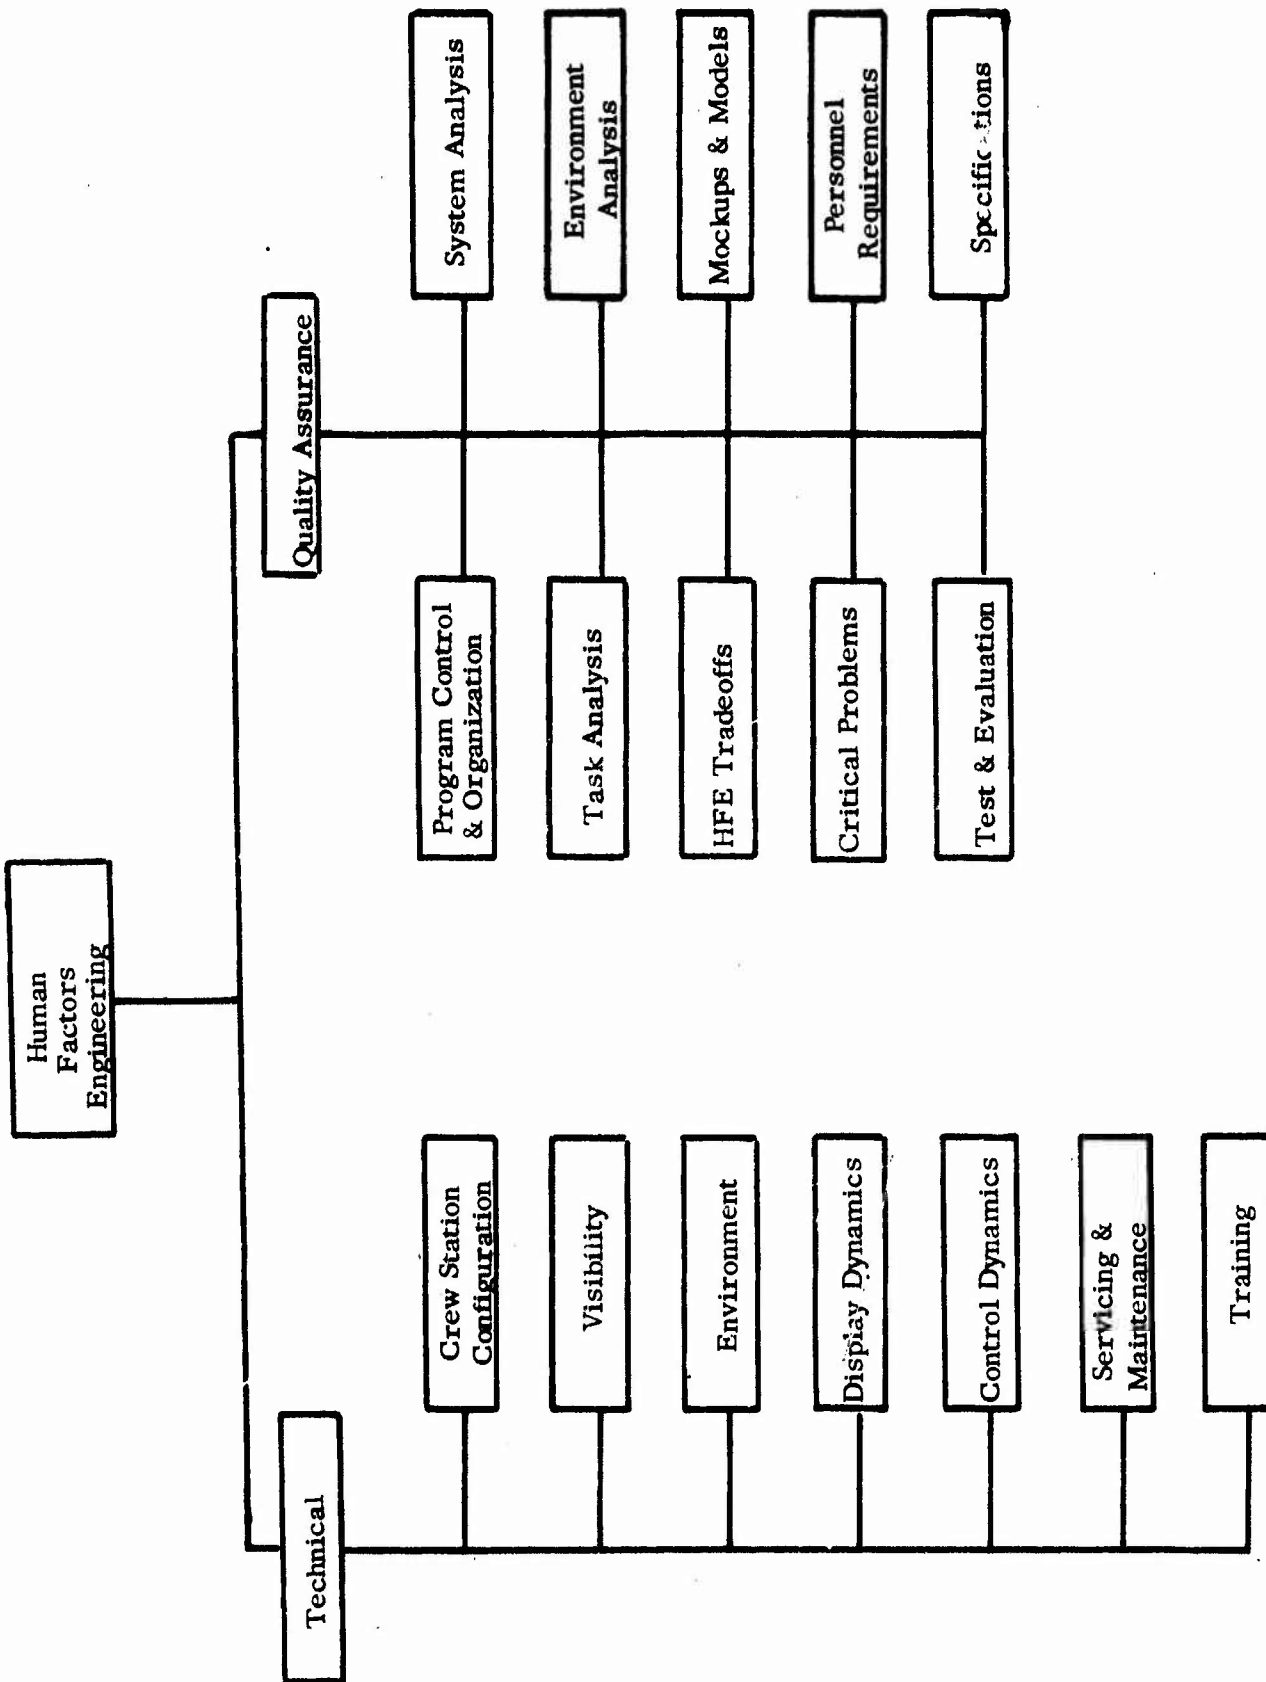 Human
Factors
Engineering
Technical
Quality Assurance
Crew Station
Configuration
Visibility
Environment
Display Dynamics
Control Dynamics
Servicing &
Maintenance
Training
Program Control
& Organization
System Analysis
Task Analysis
Environment
Analysis
HFE Tradeoffs
Mockups & Models
Critical Problems
Personnel
Requirements
Test & Evaluation
Specifications